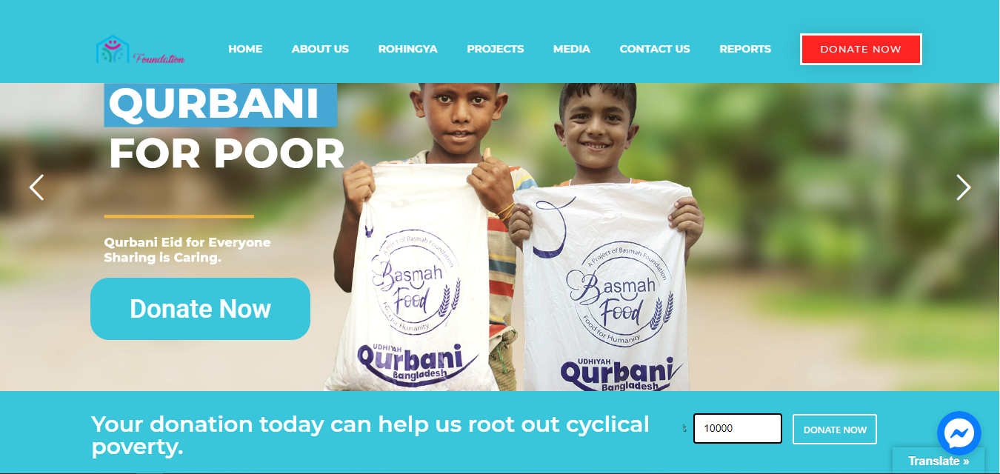 Foundation
HOME ABOUT US ROHINGYA PROJECTS MEDIA CONTACT US REPORTS DONATE NOW
QURBANI
FOR POOR
Qurbani Eid for Everyone
Sharing is Caring.
Donate Now
A Project of Basmah Foundation
Basmah
Food
Food for Humanity
UDHIYAH
Qurbani
Bangladesh
A Project of Basmah Foundation
Basmah
Food
Food for Humanity
UDHIYAH
Qurbani
Bangladesh
Your donation today can help us root out cyclical
poverty.
৳ 10000 DONATE NOW
Translate »